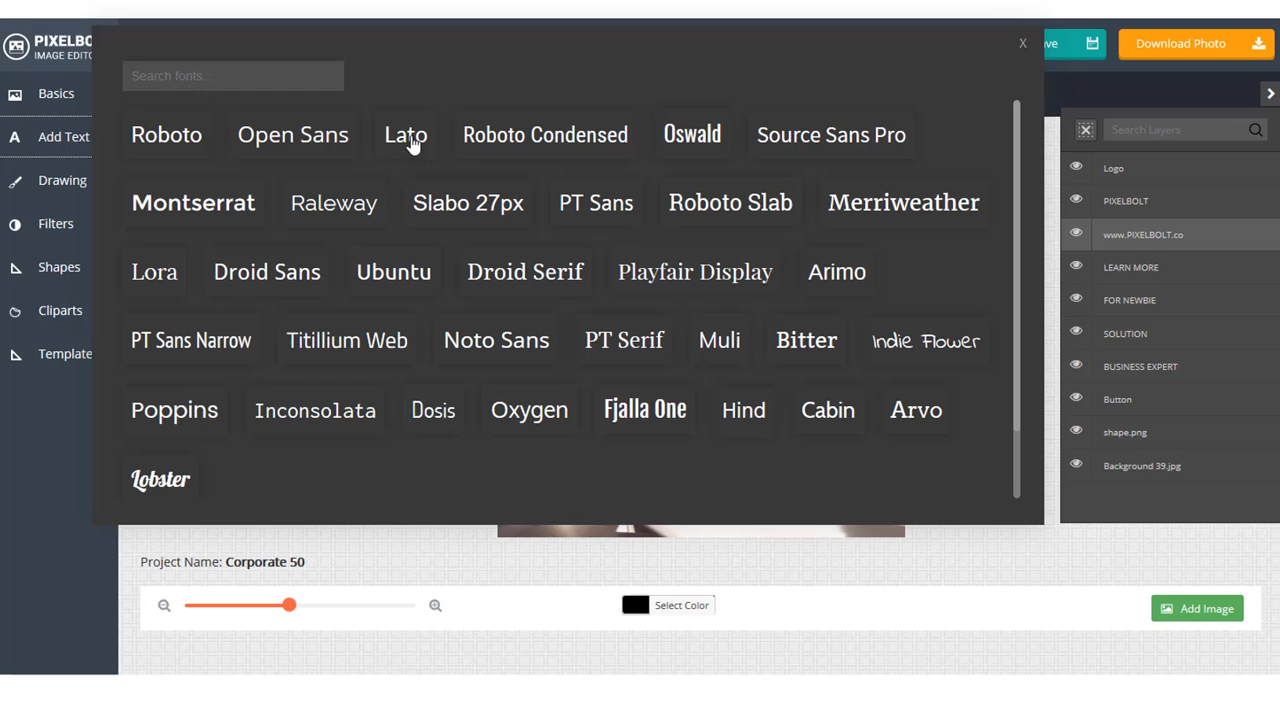 PIXELBO
IMAGE EDITO
X
ve
Download Photo
Search fonts...
Basics
Add Text
Drawing
Filters
Shapes
Cliparts
Template
Roboto
Open Sans
Lato
Roboto Condensed
Oswald
Source Sans Pro
Montserrat
Raleway
Slabo 27px
PT Sans
Roboto Slab
Merriweather
Lora
Droid Sans
Ubuntu
Droid Serif
Playfair Display
Arimo
PT Sans Narrow
Titillium Web
Noto Sans
PT Serif
Muli
Bitter
Indie Flower
Poppins
Inconsolata
Dosis
Oxygen
Fjalla One
Hind
Cabin
Arvo
Lobster
Search Layers
Logo
PIXELBOLT
www.PIXELBOLT.co
LEARN MORE
FOR NEWBIE
SOLUTION
BUSINESS EXPERT
Button
shape.png
Background 39.jpg
Project Name: Corporate 50
Select Color
Add Image